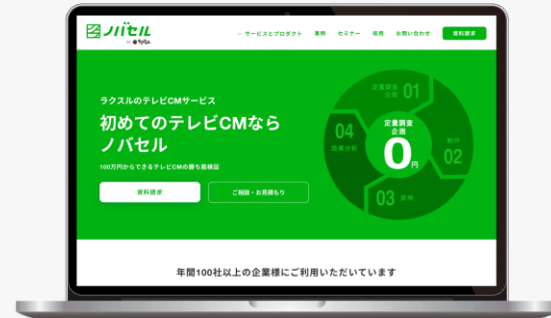 ノバセル
by ラクスル
サービスとプロダクト 事例 セミナー 採用 お問い合わせ 資料請求
ラクスルのテレビCMサービス
初めてのテレビCMなら
ノバセル
100万円からできるテレビCMの勝ち筋検証
資料請求 ご相談・お見積もり
定量調査
企画 01
制作
02
03 放映
04
効果分析
定量調査
企画
0円
年間100社以上の企業様にご利用いただいています